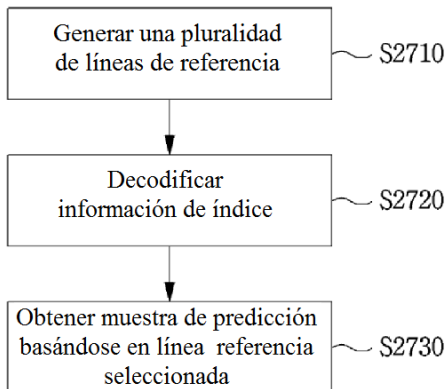 Generar una pluralidad
de líneas de referencia
S2710
Decodificar
información de índice
S2720
Obtener muestra de predicción
basándose en línea referencia
seleccionada
S2730